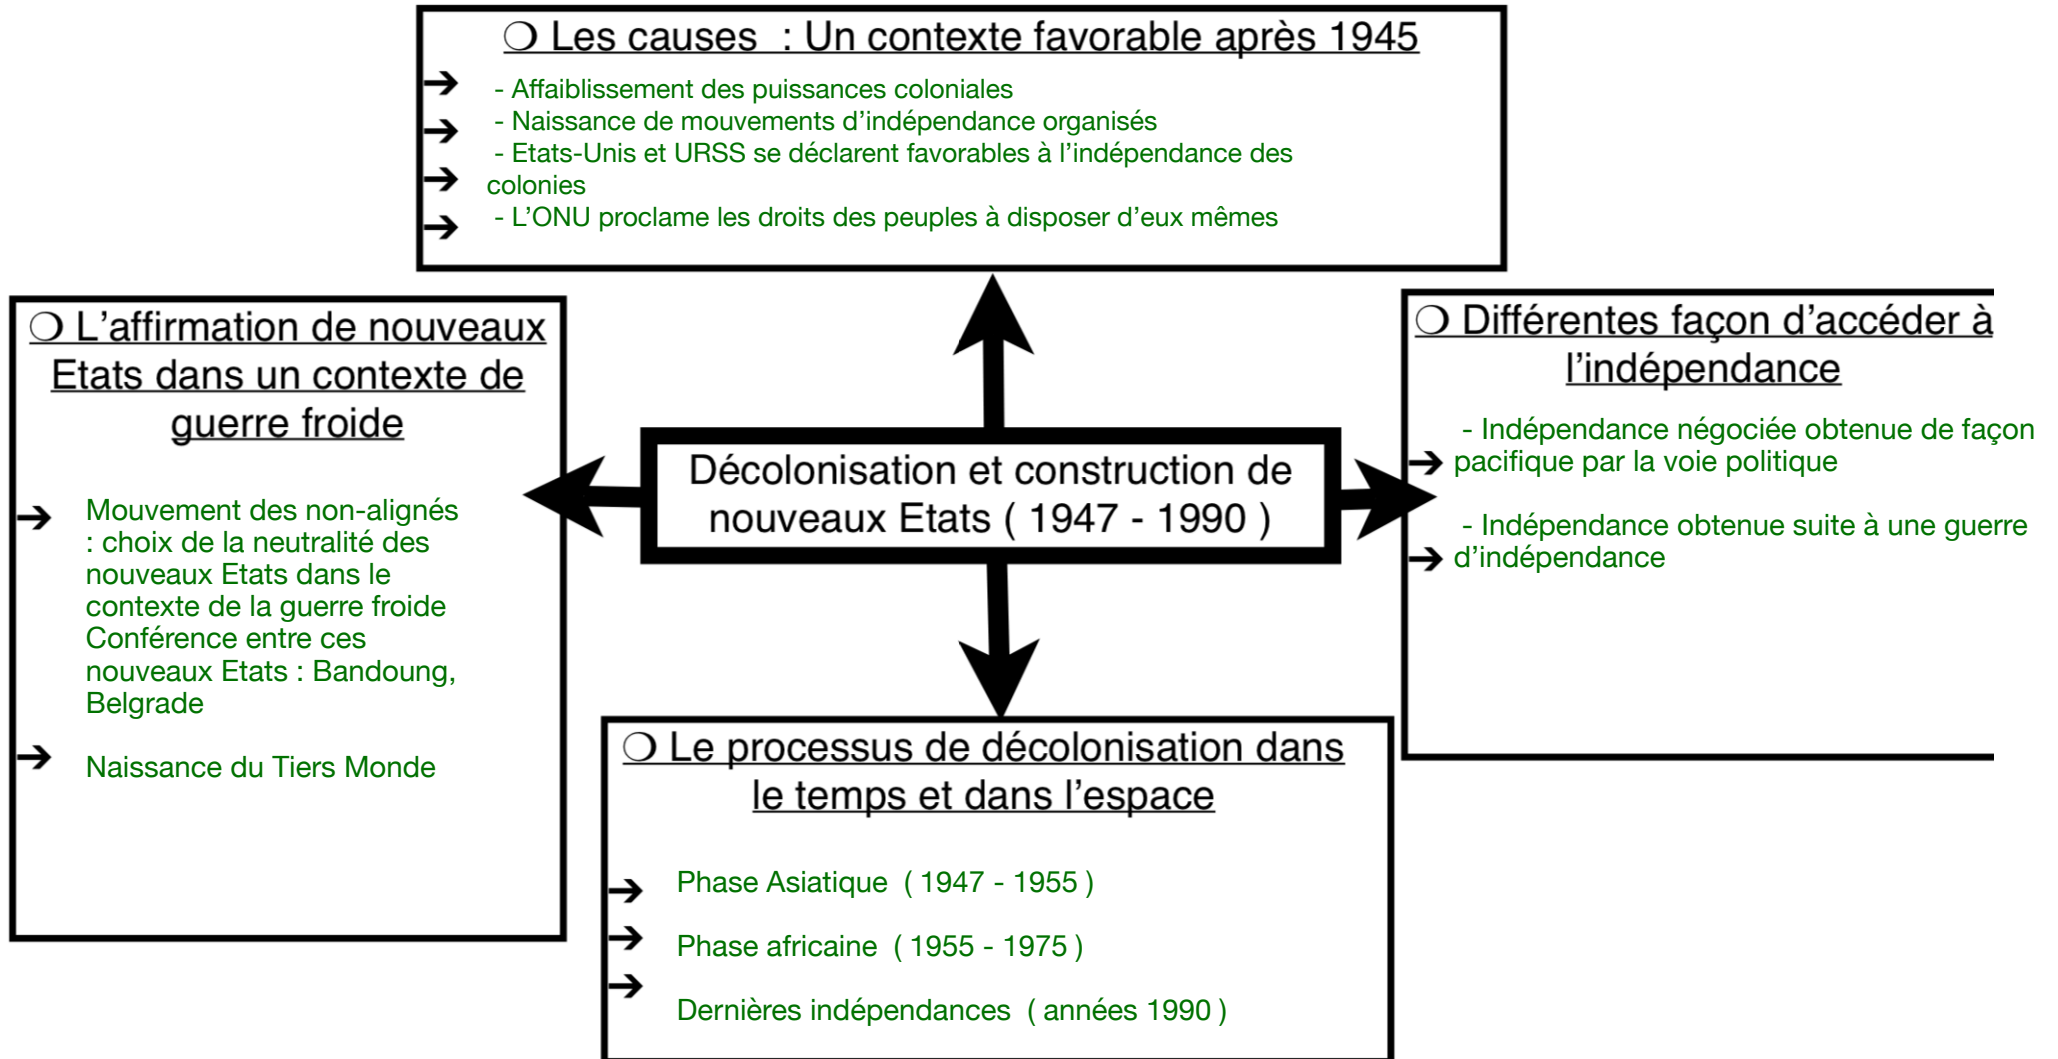 ❍ Les causes : Un contexte favorable après 1945
➔ - Affaiblissement des puissances coloniales
➔ - Naissance de mouvements d'indépendance organisés
- Etats-Unis et URSS se déclarent favorables à l'indépendance des
➔ colonies
➔ - L'ONU proclame les droits des peuples à disposer d'eux mêmes
❍ L'affirmation de nouveaux
Etats dans un contexte de
guerre froide
➔ Mouvement des non-alignés
: choix de la neutralité des
nouveaux Etats dans le
contexte de la guerre froide
Conférence entre ces
nouveaux Etats : Bandoung,
Belgrade
➔ Naissance du Tiers Monde
Décolonisation et construction de
nouveaux Etats ( 1947 - 1990 )
❍ Différentes façon d'accéder à
l'indépendance
- Indépendance négociée obtenue de façon
➔ pacifique par la voie politique
- Indépendance obtenue suite à une guerre
➔ d'indépendance
❍ Le processus de décolonisation dans
le temps et dans l'espace
➔ Phase Asiatique ( 1947 - 1955 )
➔ Phase africaine ( 1955 - 1975 )
➔ Dernières indépendances ( années 1990 )